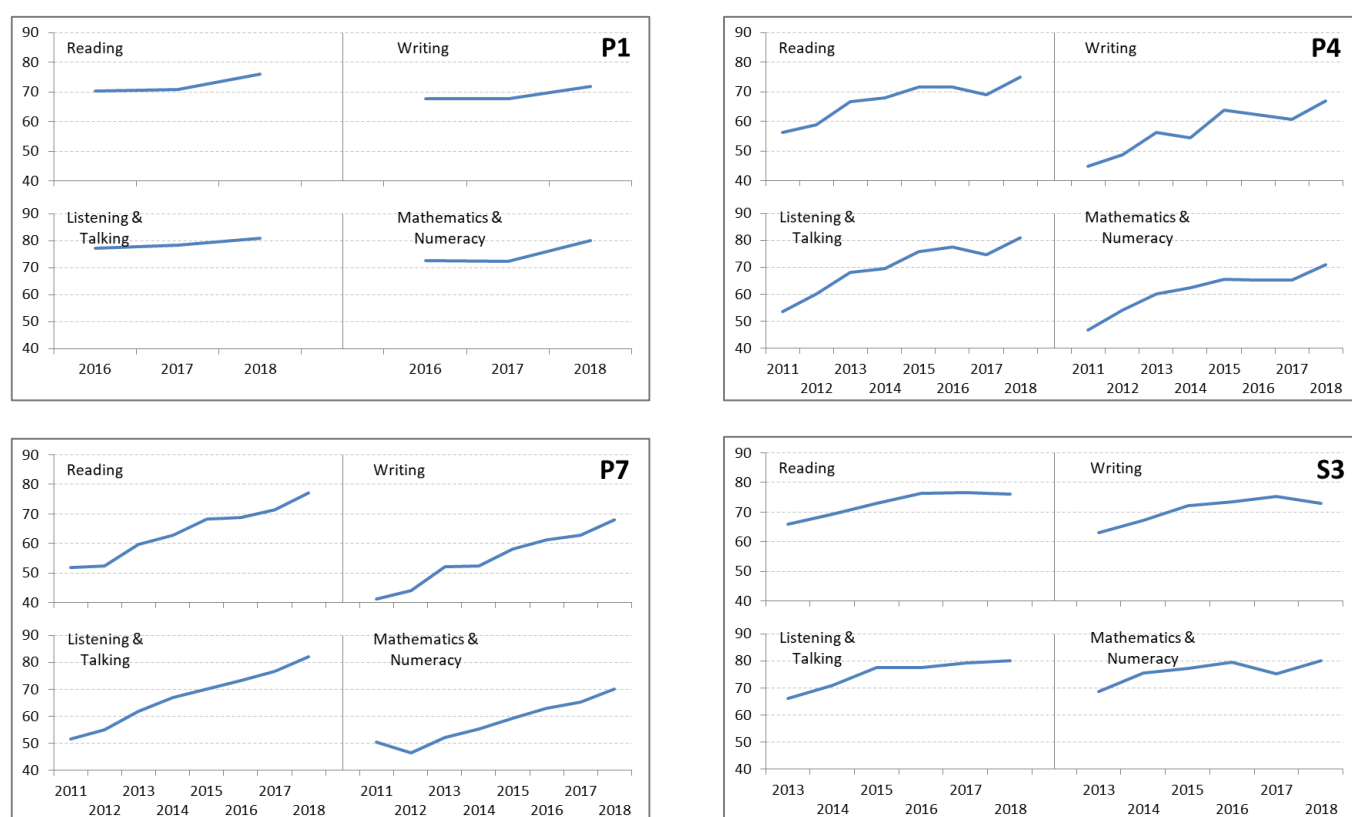 P1
90
80
70
60
50
40
Reading
Writing
90
80
70
60
50
40
Listening &
Talking
Mathematics &
Numeracy
2016 2017 2018 2016 2017 2018
P4
90
80
70
60
50
40
Reading
Writing
90
80
70
60
50
40
Listening &
Talking
Mathematics &
Numeracy
2011 2013 2015 2017 2011 2013 2015 2017
2012 2014 2016 2018 2012 2014 2016 2018
P7
90
80
70
60
50
40
Reading
Writing
90
80
70
60
50
40
Listening &
Talking
Mathematics &
Numeracy
2011 2013 2015 2017 2011 2013 2015 2017
2012 2014 2016 2018 2012 2014 2016 2018
S3
90
80
70
60
50
40
Reading
Writing
90
80
70
60
50
40
Listening &
Talking
Mathematics &
Numeracy
2013 2015 2017 2013 2015 2017
2014 2016 2018 2014 2016 2018